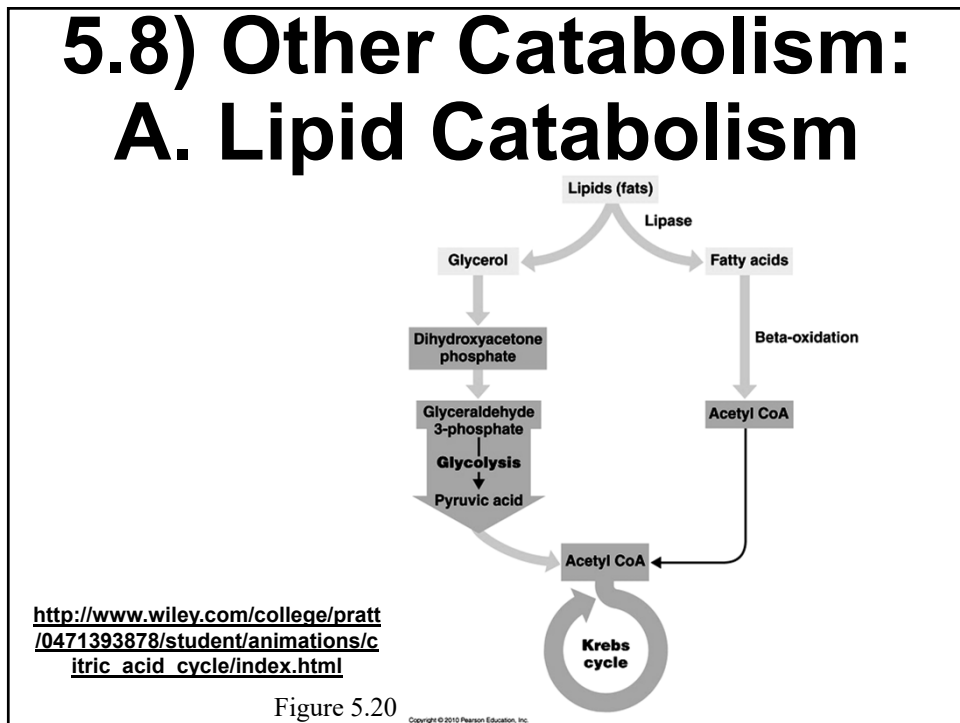 5.8) Other Catabolism:
A. Lipid Catabolism
Lipids (fats)
Lipase
Glycerol
Fatty acids
Dihydroxyacetone
phosphate
Beta-oxidation
Glyceraldehyde
3-phosphate
Acetyl CoA
Glycolysis
Pyruvic acid
Acetyl CoA
Krebs
cycle
http://www.wiley.com/college/pratt
/0471393878/student/animations/c
itric_acid_cycle/index.html
Figure 5.20
Copyright © 2010 Pearson Education, Inc.